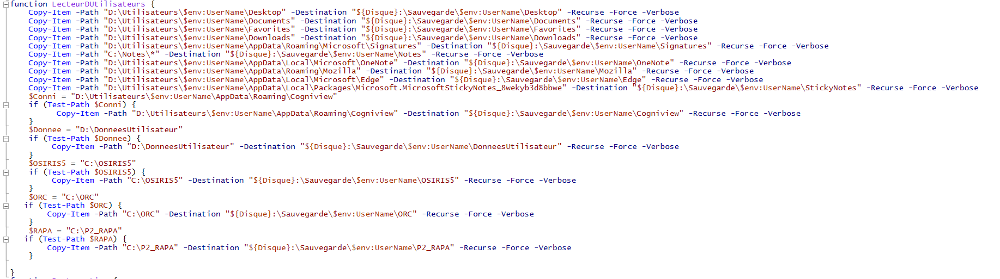 function LecteurDUtilisateurs {
Copy-Item -Path "D:\Utilisateurs\$env:UserName\Desktop" -Destination "${Disque}:\Sauvegarde\$env:UserName\Desktop" -Recurse -Force -Verbose
Copy-Item -Path "D:\Utilisateurs\$env:UserName\Documents" -Destination "${Disque}:\Sauvegarde\$env:UserName\Documents" -Recurse -Force -Verbose
Copy-Item -Path "D:\Utilisateurs\$env:UserName\Favorites" -Destination "${Disque}:\Sauvegarde\$env:UserName\Favorites" -Recurse -Force -Verbose
Copy-Item -Path "D:\Utilisateurs\$env:UserName\Downloads" -Destination "${Disque}:\Sauvegarde\$env:UserName\Downloads" -Recurse -Force -Verbose
Copy-Item -Path "D:\Utilisateurs\$env:UserName\AppData\Roaming\Microsoft\Signatures" -Destination "${Disque}:\Sauvegarde\$env:UserName\Signatures" -Recurse -Force -Verbose
Copy-Item -Path "C:\Notes\*" -Destination "${Disque}:\Sauvegarde\$env:UserName\Notes" -Recurse -Force -Verbose
Copy-Item -Path "D:\Utilisateurs\$env:UserName\AppData\Local\Microsoft\OneNote" -Destination "${Disque}:\Sauvegarde\$env:UserName\OneNote" -Recurse -Force -Verbose
Copy-Item -Path "D:\Utilisateurs\$env:UserName\AppData\Roaming\Mozilla" -Destination "${Disque}:\Sauvegarde\$env:UserName\Mozilla" -Recurse -Force -Verbose
Copy-Item -Path "D:\Utilisateurs\$env:UserName\AppData\Local\Microsoft\Edge" -Destination "${Disque}:\Sauvegarde\$env:UserName\Edge" -Recurse -Force -Verbose
Copy-Item -Path "D:\Utilisateurs\$env:UserName\AppData\Local\Packages\Microsoft.MicrosoftStickyNotes_8wekyb3d8bbwe" -Destination "${Disque}:\Sauvegarde\$env:UserName\StickyNotes" -Recurse -Force -Verbose
$Conni = "D:\Utilisateurs\$env:UserName\AppData\Roaming\Cogniview"
if (Test-Path $Conni) {
Copy-Item -Path "D:\Utilisateurs\$env:UserName\AppData\Roaming\Cogniview" -Destination "${Disque}:\Sauvegarde\$env:UserName\Cogniview" -Recurse -Force -Verbose
}
$Donnee = "D:\DonneesUtilisateur"
if (Test-Path $Donnee) {
Copy-Item -Path "D:\DonneesUtilisateur" -Destination "${Disque}:\Sauvegarde\$env:UserName\DonneesUtilisateur" -Recurse -Force -Verbose
}
$OSIRIS5 = "C:\OSIRIS5"
if (Test-Path $OSIRIS5) {
Copy-Item -Path "C:\OSIRIS5" -Destination "${Disque}:\Sauvegarde\$env:UserName\OSIRIS5" -Recurse -Force -Verbose
}
$ORC = "C:\ORC"
if (Test-Path $ORC) {
Copy-Item -Path "C:\ORC" -Destination "${Disque}:\Sauvegarde\$env:UserName\ORC" -Recurse -Force -Verbose
}
$RAPA = "C:\P2_RAPA"
if (Test-Path $RAPA) {
Copy-Item -Path "C:\P2_RAPA" -Destination "${Disque}:\Sauvegarde\$env:UserName\P2_RAPA" -Recurse -Force -Verbose
}
}